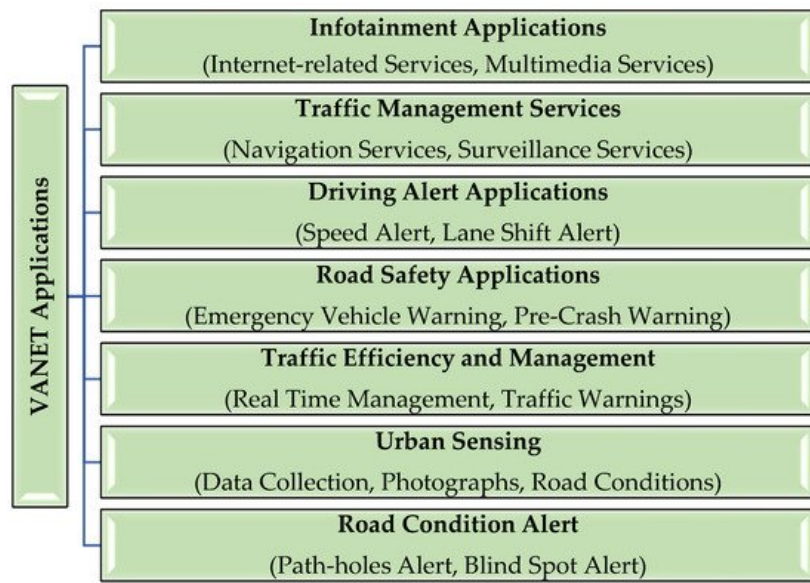 VANET Applications
Infotainment Applications
(Internet-related Services, Multimedia Services)
Traffic Management Services
(Navigation Services, Surveillance Services)
Driving Alert Applications
(Speed Alert, Lane Shift Alert)
Road Safety Applications
(Emergency Vehicle Warning, Pre-Crash Warning)
Traffic Efficiency and Management
(Real Time Management, Traffic Warnings)
Urban Sensing
(Data Collection, Photographs, Road Conditions)
Road Condition Alert
(Path-holes Alert, Blind Spot Alert)